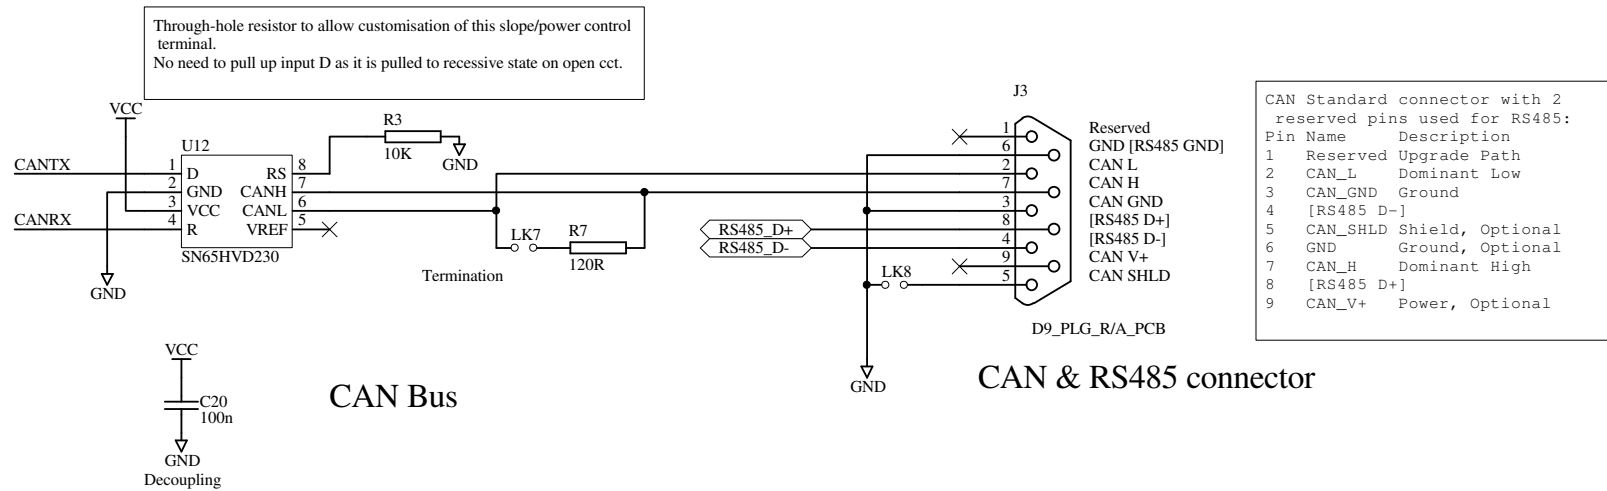 Through-hole resistor to allow customisation of this slope/power control
terminal.
No need to pull up input D as it is pulled to recessive state on open cct.
VCC
U12
CANTX
1
D
2
GND
3
VCC
CANRX
4
R
RS
8
CANH
7
CANL
6
VREF
5
SN65HVD230
GND
R3
10K
GND
LK7
R7
120R
Termination
RS485_D+
RS485_D-
LK8
GND
J3
1
Reserved
6
GND [RS485 GND]
2
CAN L
7
CAN H
3
CAN GND
8
[RS485 D+]
4
[RS485 D-]
9
CAN V+
5
CAN SHLD
D9_PLG_R/A_PCB
CAN & RS485 connector
CAN Standard connector with 2
reserved pins used for RS485:
Pin Name Description
1 Reserved Upgrade Path
2 CAN_L Dominant Low
3 CAN_GND Ground
4 [RS485 D-]
5 CAN_SHLD Shield, Optional
6 GND Ground, Optional
7 CAN_H Dominant High
8 [RS485 D+]
9 CAN_V+ Power, Optional
VCC
C20
100n
GND
Decoupling
CAN Bus